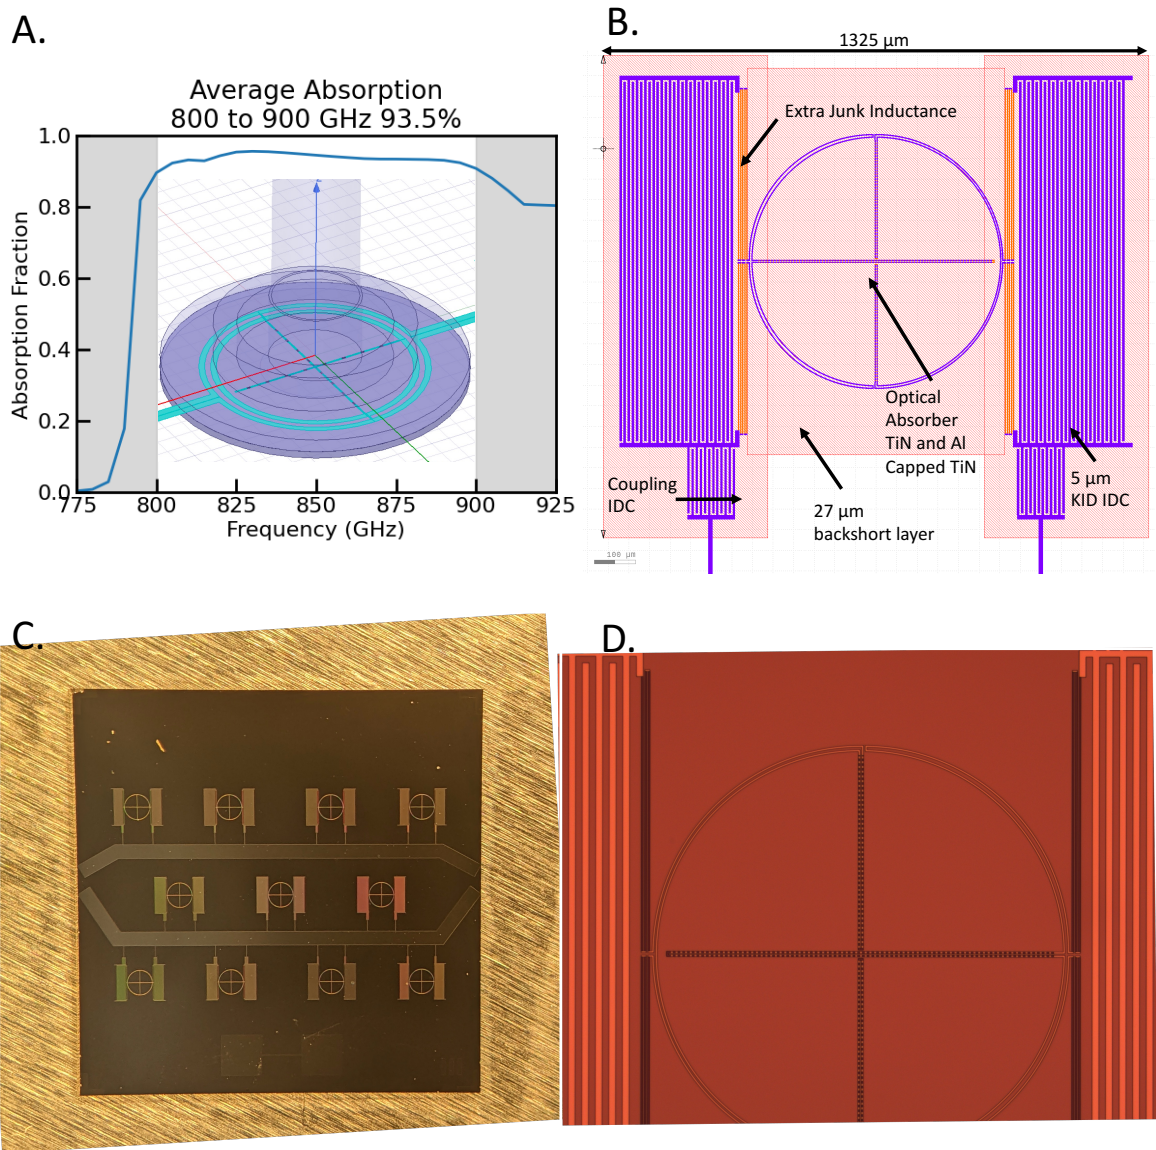 A.
Average Absorption
800 to 900 GHz 93.5%
1.0
0.8
0.6
0.4
0.2
0.0
Absorption Fraction
775
800
825
850
875
900
925
Frequency (GHz)
B.
1325 µm
Extra Junk Inductance
Optical
Absorber
TiN and Al
Capped TiN
Coupling
IDC
27 µm
backshort layer
5 µm
KID IDC
100 µm
C.
D.